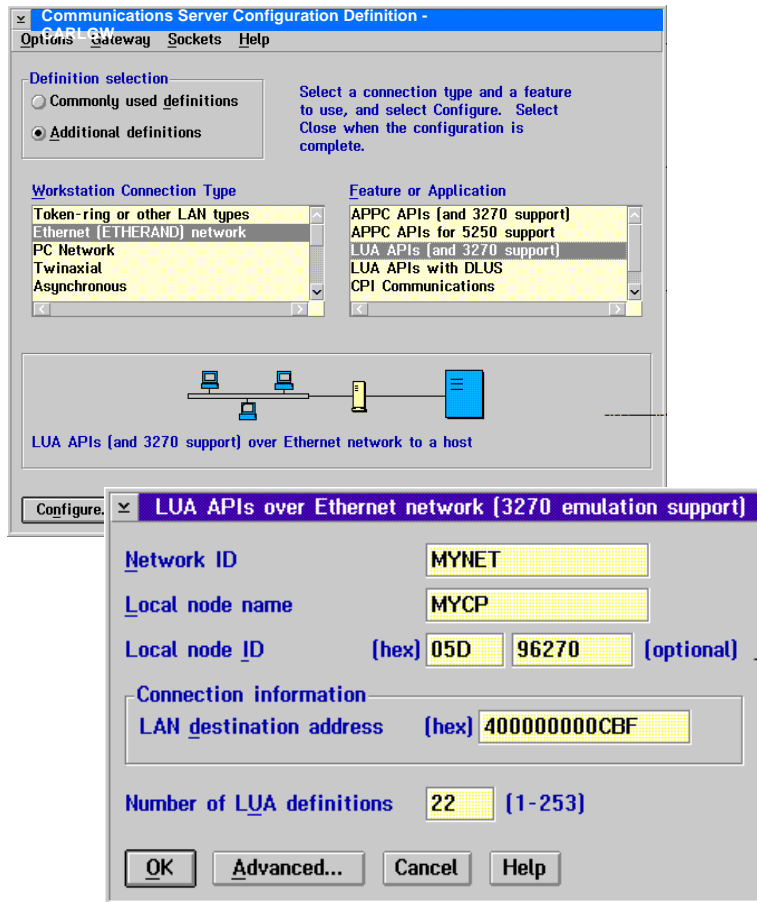 Communications Server Configuration Definition -
CARLGW
Options Gateway Sockets Help
Definition selection
Commonly used definitions
Additional definitions
Select a connection type and a feature
to use, and select Configure. Select
Close when the configuration is
complete.
Workstation Connection Type
Token-ring or other LAN types
Ethernet (ETHERAND) network
PC Network
Twinaxial
Asynchronous
Feature or Application
APPC APIs (and 3270 support)
APPC APIs for 5250 support
LUA APIs (and 3270 support)
LUA APIs with DLUS
CPI Communications
LUA APIs (and 3270 support) over Ethernet network to a host
Configure.
LUA APIs over Ethernet network (3270 emulation support)
Network ID MYNET
Local node name MYCP
Local node ID (hex) 05D 96270 (optional)
Connection information
LAN destination address (hex) 400000000CBF
Number of LUA definitions 22 (1-253)
OK Advanced... Cancel Help